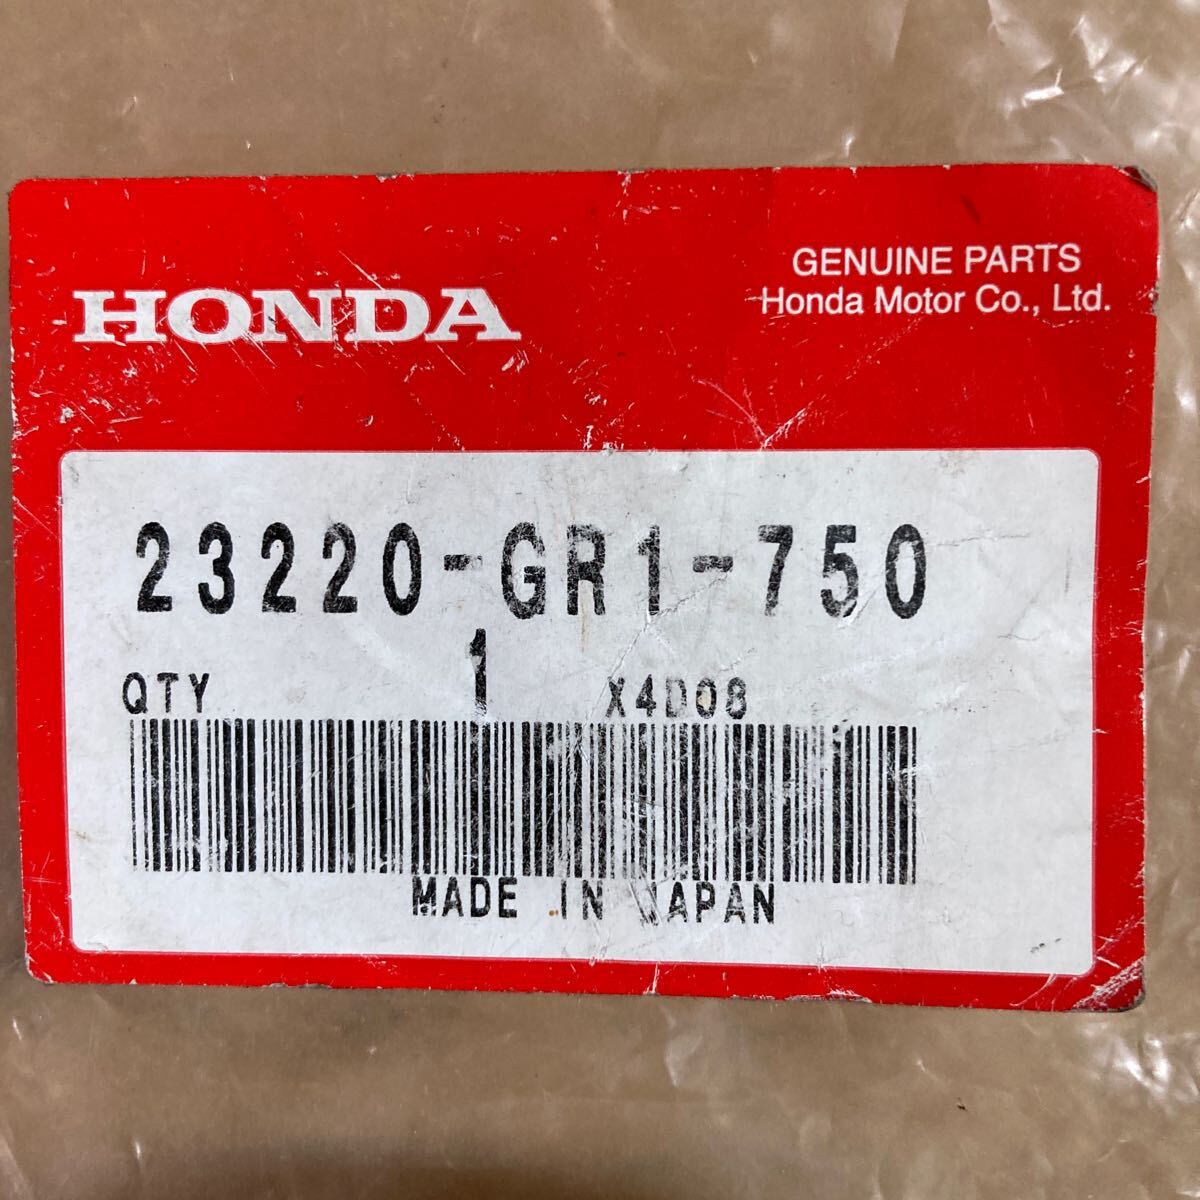 HONDA
GENUINE PARTS
Honda Motor Co., Ltd.
23220-GR1-750
QTY 1 X4D08
MADE IN JAPAN